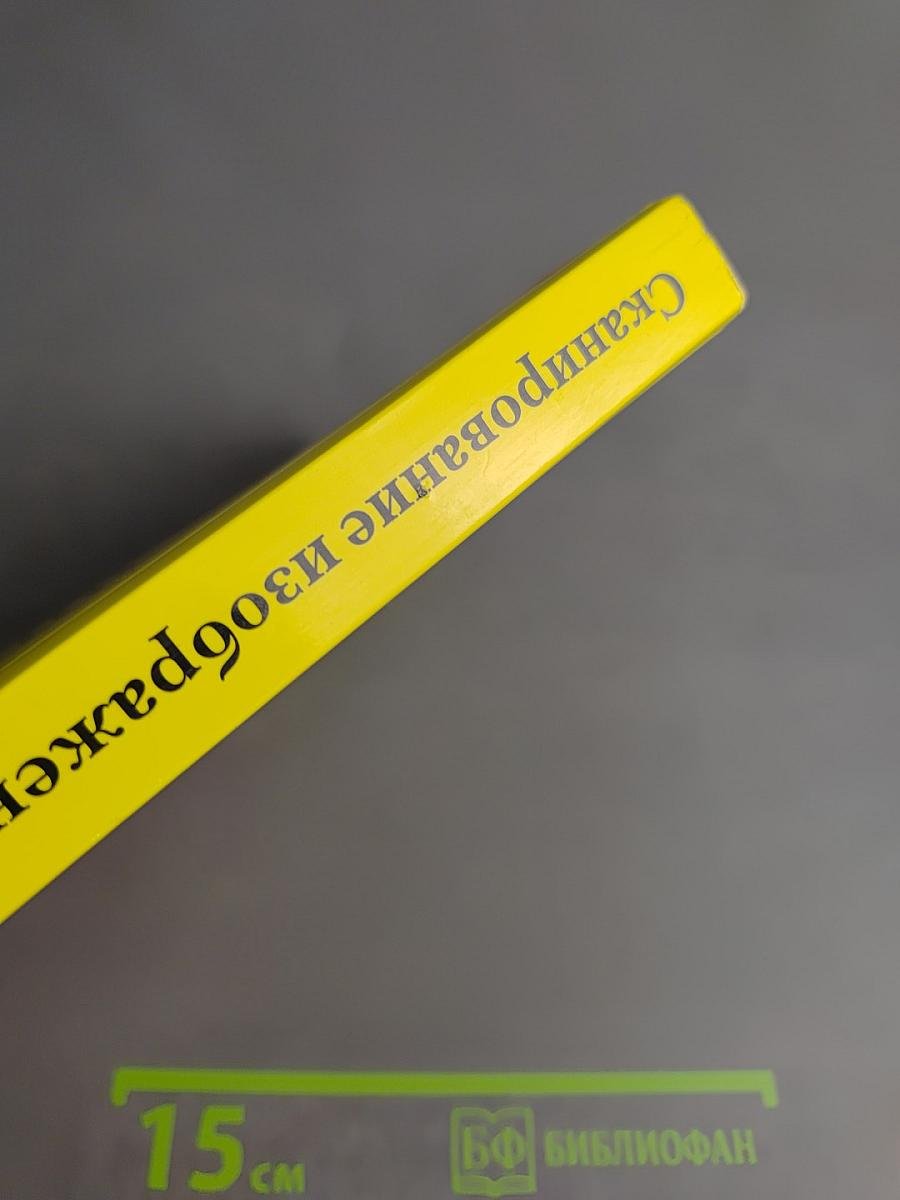 Сканирование изображен
15 см
БФ БИБЛИОФАН